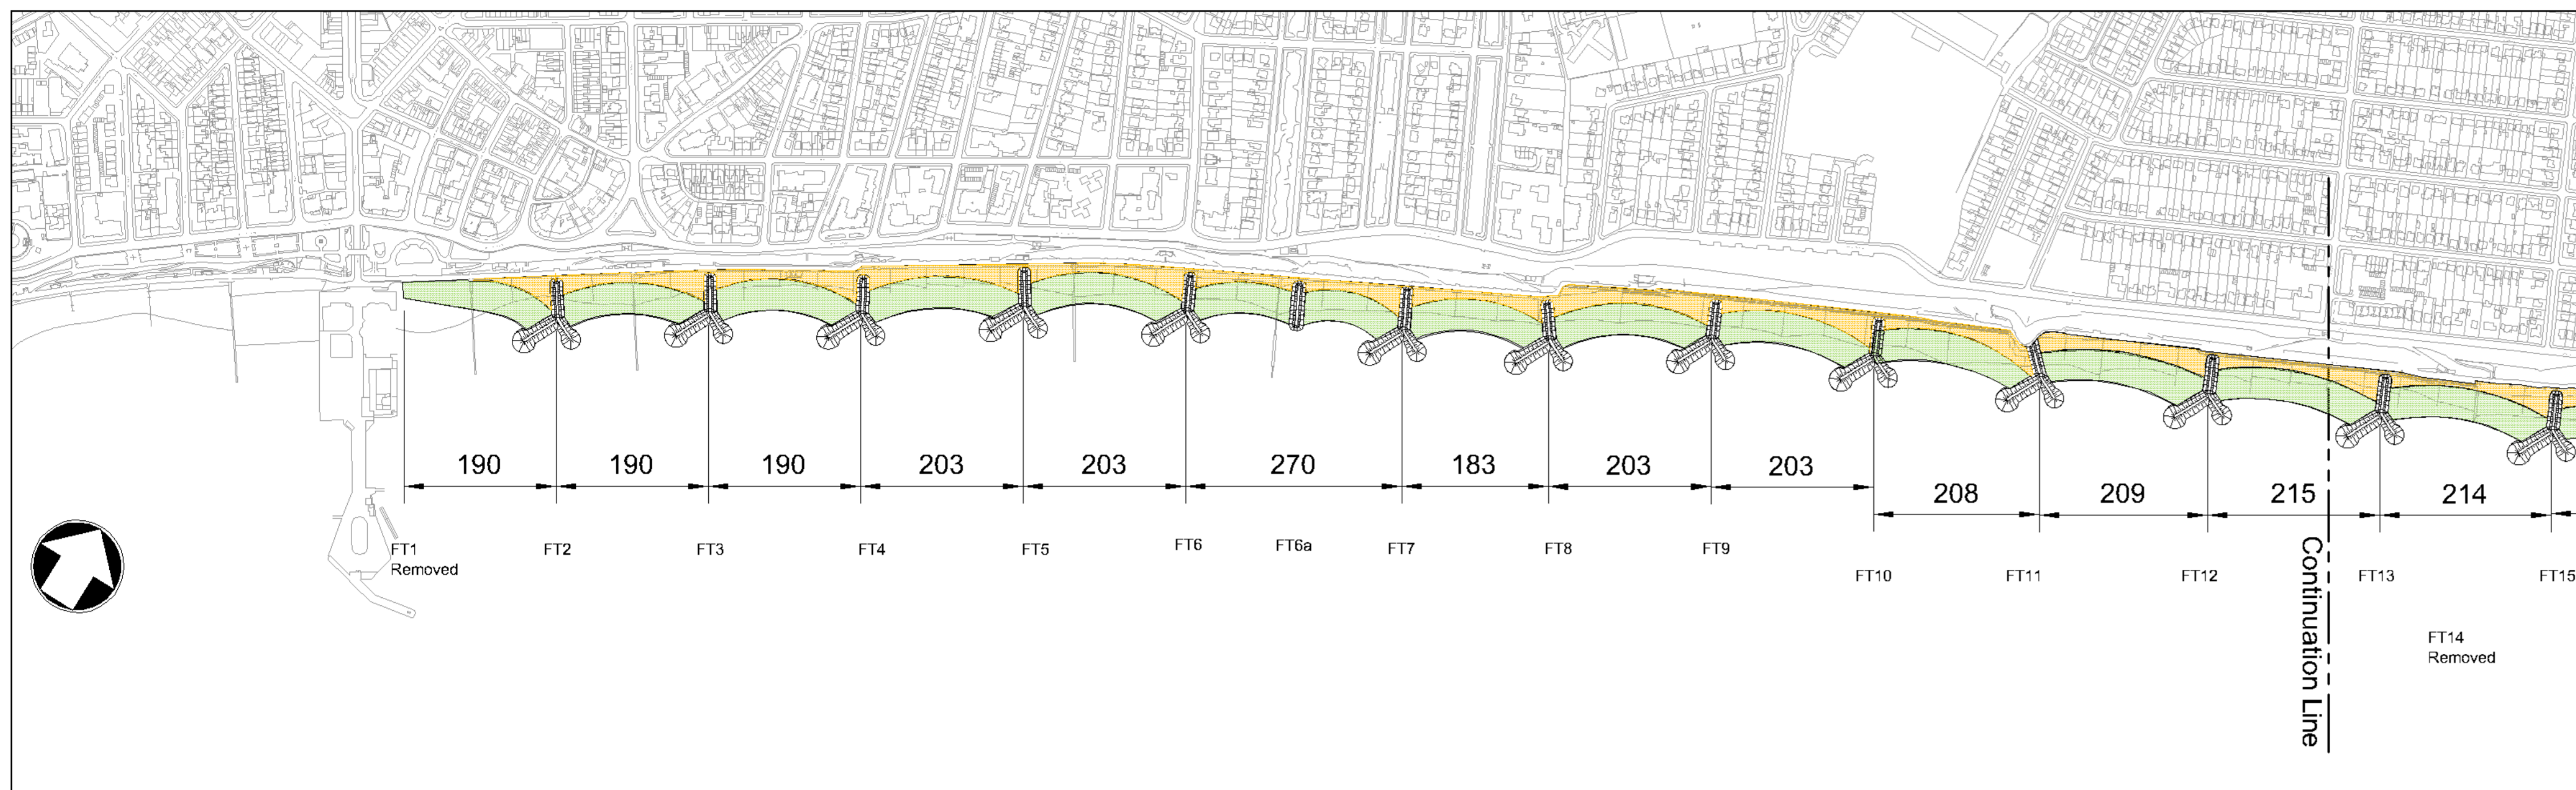 190
190
190
203
203
270
183
203
203
208
209
215
214
FT1
Removed
FT2
FT3
FT4
FT5
FT6
FT6a
FT7
FT8
FT9
FT10
FT11
FT12
FT13
FT15
FT14
Removed
Continuation Line